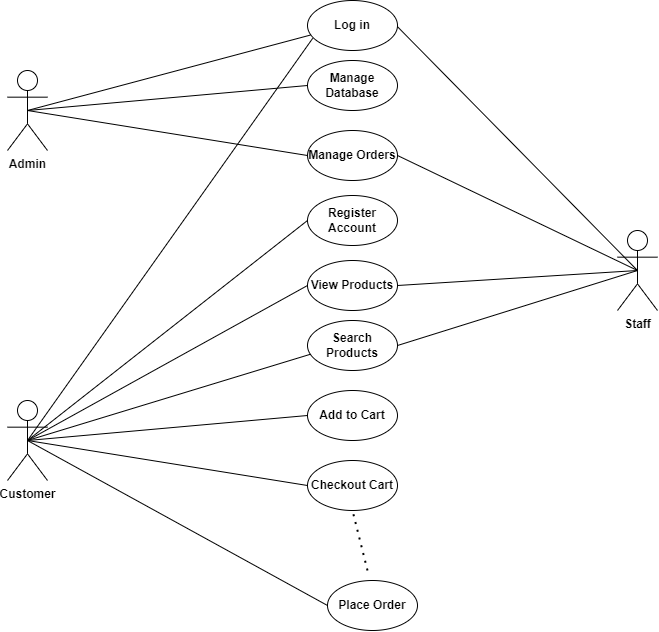 Log in
Manage
Database
Admin
Manage Orders
Register
Account
View Products
Staff
Search
Products
Add to Cart
Customer
Checkout Cart
Place Order